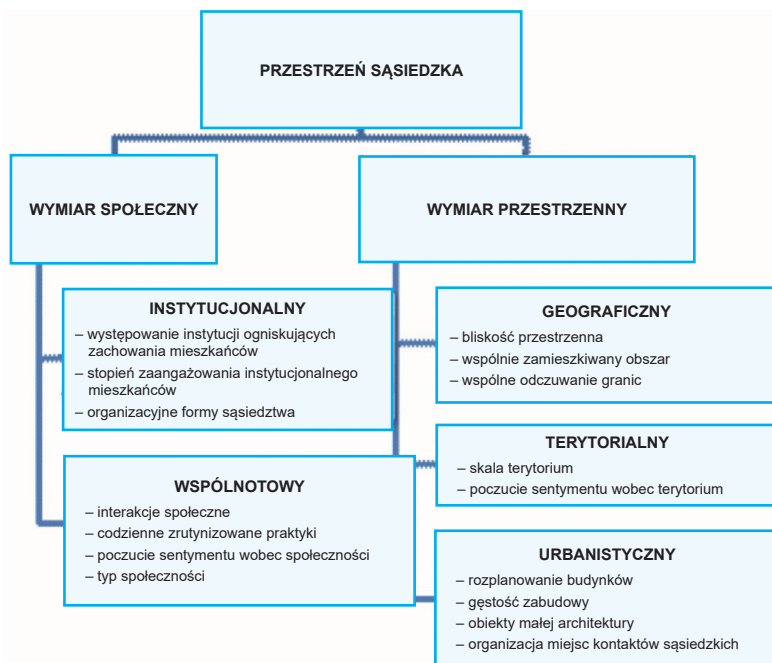 PRZESTRZEŃ SĄSIEDZKA
WYMIAR SPOŁECZNY
WYMIAR PRZESTRZENNY
INSTYTUCJONALNY
– występowanie instytucji ogniskujących
zachowania mieszkańców
– stopień zaangażowania instytucjonalnego
mieszkańców
– organizacyjne formy sąsiedztwa
WSPÓLNOTOWY
– interakcje społeczne
– codzienne zrutynizowane praktyki
– poczucie sentymentu wobec społeczności
– typ społeczności
GEOGRAFICZNY
– bliskość przestrzenna
– wspólnie zamieszkiwany obszar
– wspólne odczuwanie granic
TERYTORIALNY
– skala terytorium
– poczucie sentymentu wobec terytorium
URBANISTYCZNY
– rozplanowanie budynków
– gęstość zabudowy
– obiekty małej architektury
– organizacja miejsc kontaktów sąsiedzkich